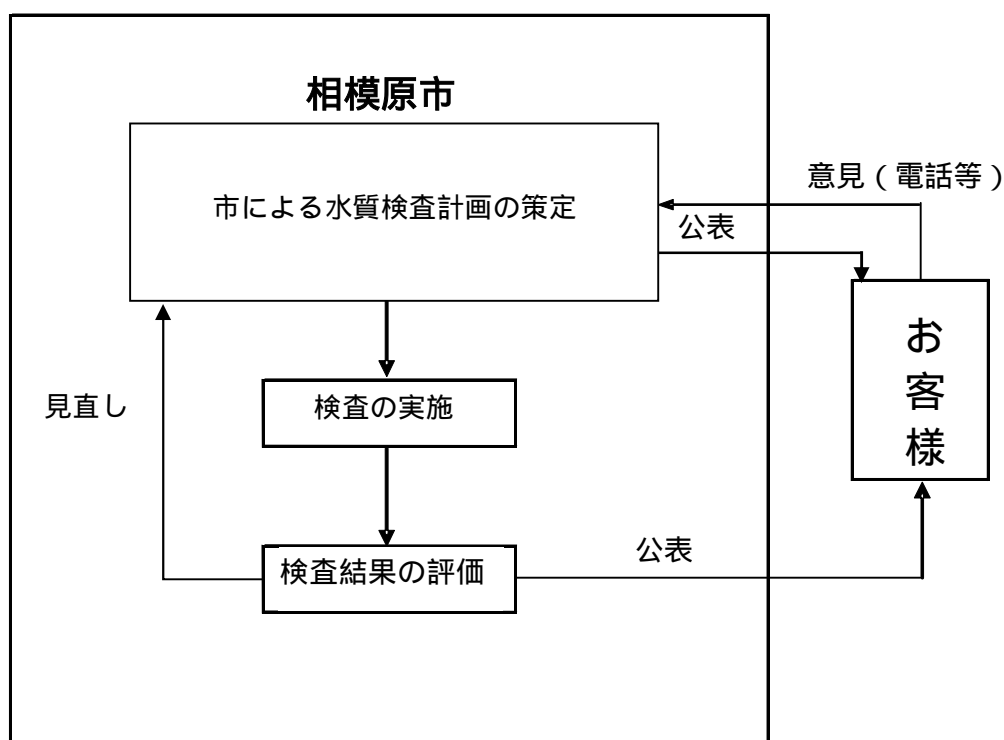 相模原市
市による水質検査計画の策定
意見（電話等）
公表
お客様
検査の実施
見直し
検査結果の評価
公表